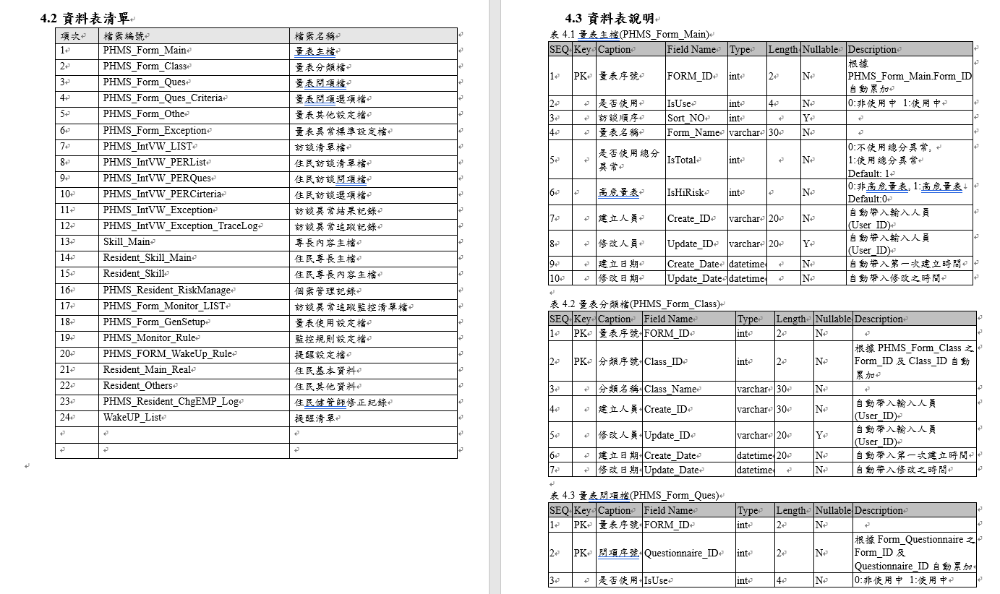 4.2 資料表清單
項次 檔案編號 檔案名稱
1 PHMS_Form_Main 量表主檔
2 PHMS_Form_Class 量表分類檔
3 PHMS_Form_Ques 量表問項檔
4 PHMS_Form_Ques_Criteria 量表問項選項檔
5 PHMS_Form_Othe 量表其他設定檔
6 PHMS_Form_Exception 量表異常標準設定檔
7 PHMS_IntVW_LIST 訪談清單檔
8 PHMS_IntVW_PERList 住民訪談清單檔
9 PHMS_IntVW_PERQues 住民訪談問項檔
10 PHMS_IntVW_PERCirteria 住民訪談選項檔
11 PHMS_IntVW_Exception 訪談異常結果記錄
12 PHMS_IntVW_Exception_TraceLog 訪談異常追蹤記錄
13 Skill_Main 專長內容主檔
14 Resident_Skill_Main 住民專長主檔
15 Resident_Skill 住民專長內容主檔
16 PHMS_Resident_RiskManage 個案管理記錄
17 PHMS_Form_Monitor_LIST 訪談異常追蹤監控清單檔
18 PHMS_Form_GenSetup 量表使用設定檔
19 PHMS_Monitor_Rule 監控規則設定檔
20 PHMS_FORM_WakeUp_Rule 提醒設定檔
21 Resident_Main_Real 住民基本資料
22 Resident_Others 住民其他資料
23 PHMS_Resident_ChgEMP_Log 住民健管師修正紀錄
24 WakeUP_List 提醒清單
4.3 資料表說明
表 4.1 量表主檔(PHMS_Form_Main)
SEQ Key Caption Field Name Type Length Nullable Description
1 PK 量表序號 FORM_ID int 2 N 根據
PHMS_Form_Main.Form_ID
自動累加
2 是否使用 IsUse int 4 N 0:非使用中 1:使用中
3 訪談順序 Sort_NO int Y
4 量表名稱 Form_Name varchar 30 N
5 是否使用總分
異常 IsTotal int N 0:不使用總分異常,
1:使用總分異常
Default: 1
6 高危量表 IsHiRisk int N 0:非高危量表, 1:高危量表
Default:0
7 建立人員 Create_ID varchar 20 N 自動帶入輸入人員
(User_ID)
8 修改人員 Update_ID varchar 20 Y 自動帶入輸入人員
(User_ID)
9 建立日期 Create_Date datetime N 自動帶入第一次建立時間
10 修改日期 Update_Date datetime N 自動帶入修改之時間
表 4.2 量表分類檔(PHMS_Form_Class)
SEQ Key Caption Field Name Type Length Nullable Description
1 PK 量表序號 FORM_ID int 2 N
2 PK 分類序號 Class_ID int 2 N 根據 PHMS_Form_Class 之
Form_ID 及 Class_ID 自動
累加
3 分類名稱 Class_Name varchar 30 N
4 建立人員 Create_ID varchar 30 N 自動帶入輸入人員
(User_ID)
5 修改人員 Update_ID varchar 20 Y 自動帶入輸入人員
(User_ID)
6 建立日期 Create_Date datetime 20 N 自動帶入第一次建立時間
7 修改日期 Update_Date datetime N 自動帶入修改之時間
表 4.3 量表問項檔(PHMS_Form_Ques)
SEQ Key Caption Field Name Type Length Nullable Description
1 PK 量表序號 FORM_ID int 2 N
2 PK 問項序號 Questionnaire_ID int 2 N 根據 Form_Questionnaire 之
Form_ID 及
Questionnaire_ID 自動累加
3 是否使用 IsUse int 4 N 0:非使用中 1:使用中